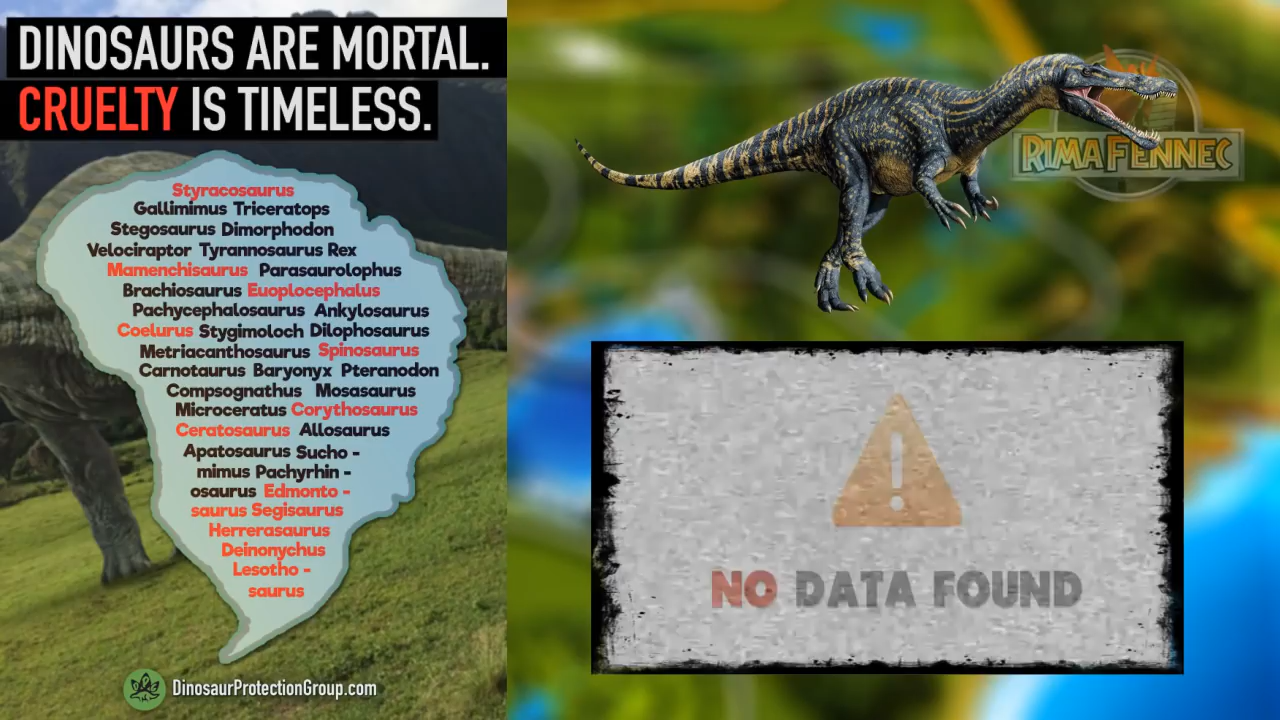 DINOSAURS ARE MORTAL.
CRUELTY IS TIMELESS.
Styracosaurus
Gallimimus Triceratops
Stegosaurus Dimorphodon
Velociraptor Tyrannosaurus Rex
Mamenchisaurus Parasaurolophus
Brachiosaurus Euoplocephalus
Pachycephalosaurus Ankylosaurus
Coelurus Stygimoloch Dilophosaurus
Metriacanthosaurus Spinosaurus
Carnotaurus Baryonyx Pteranodon
Compsognathus Mosasaurus
Microceratus Corythosaurus
Ceratosaurus Allosaurus
Apatosaurus Sucho -
mimus Pachyrhin -
osaurus Edmonto -
saurus Segisaurus
Herrerasaurus
Deinonychus
Lesotho -
saurus
DinosaurProtectionGroup.com
RIMA FENNEC
NO DATA FOUND